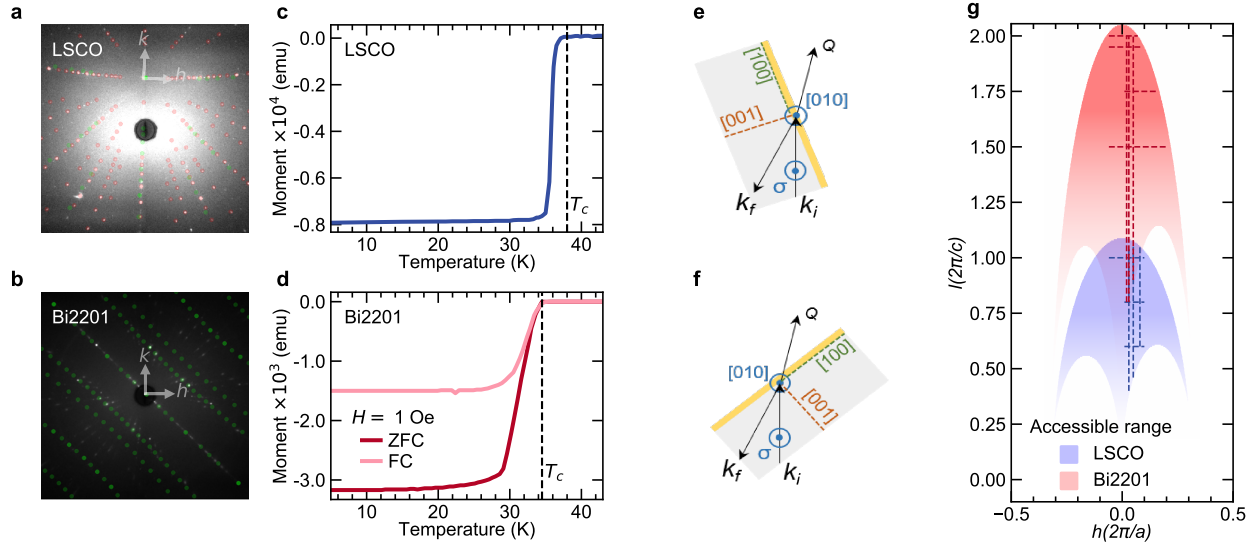 a
LSCO
k
h
b
Bi2201
k
h
c
LSCO
0.0
−0.2
−0.4
−0.6
−0.8
Moment ×10⁴ (emu)
T_c
10
20
30
40
Temperature (K)
d
Bi2201
0.0
−1.0
−2.0
−3.0
Moment ×10³ (emu)
H = 1 Oe
ZFC
FC
T_c
10
20
30
40
Temperature (K)
e
Q
[100]
[010]
[001]
σ
k_f
k_i
f
Q
[100]
[010]
[001]
σ
k_f
k_i
g
2.00
1.75
1.50
1.25
1.00
0.75
0.50
0.25
0.00
l(2π/c)
Accessible range
LSCO
Bi2201
−0.5
0.0
0.5
h(2π/a)